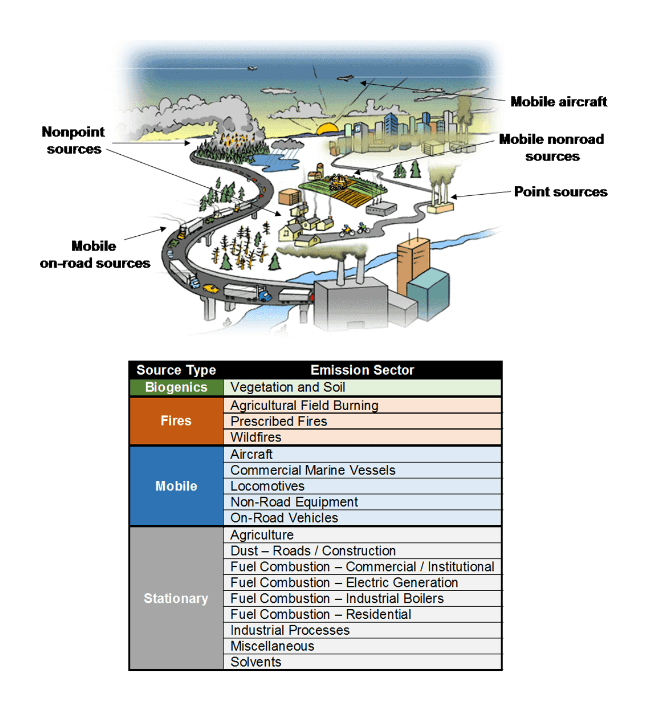 Mobile aircraft
Nonpoint
sources
Mobile nonroad
sources
Point sources
Mobile
on-road sources
Source Type Emission Sector
Biogenics Vegetation and Soil
Fires
Agricultural Field Burning
Prescribed Fires
Wildfires
Mobile
Aircraft
Commercial Marine Vessels
Locomotives
Non-Road Equipment
On-Road Vehicles
Stationary
Agriculture
Dust – Roads / Construction
Fuel Combustion – Commercial / Institutional
Fuel Combustion – Electric Generation
Fuel Combustion – Industrial Boilers
Fuel Combustion – Residential
Industrial Processes
Miscellaneous
Solvents